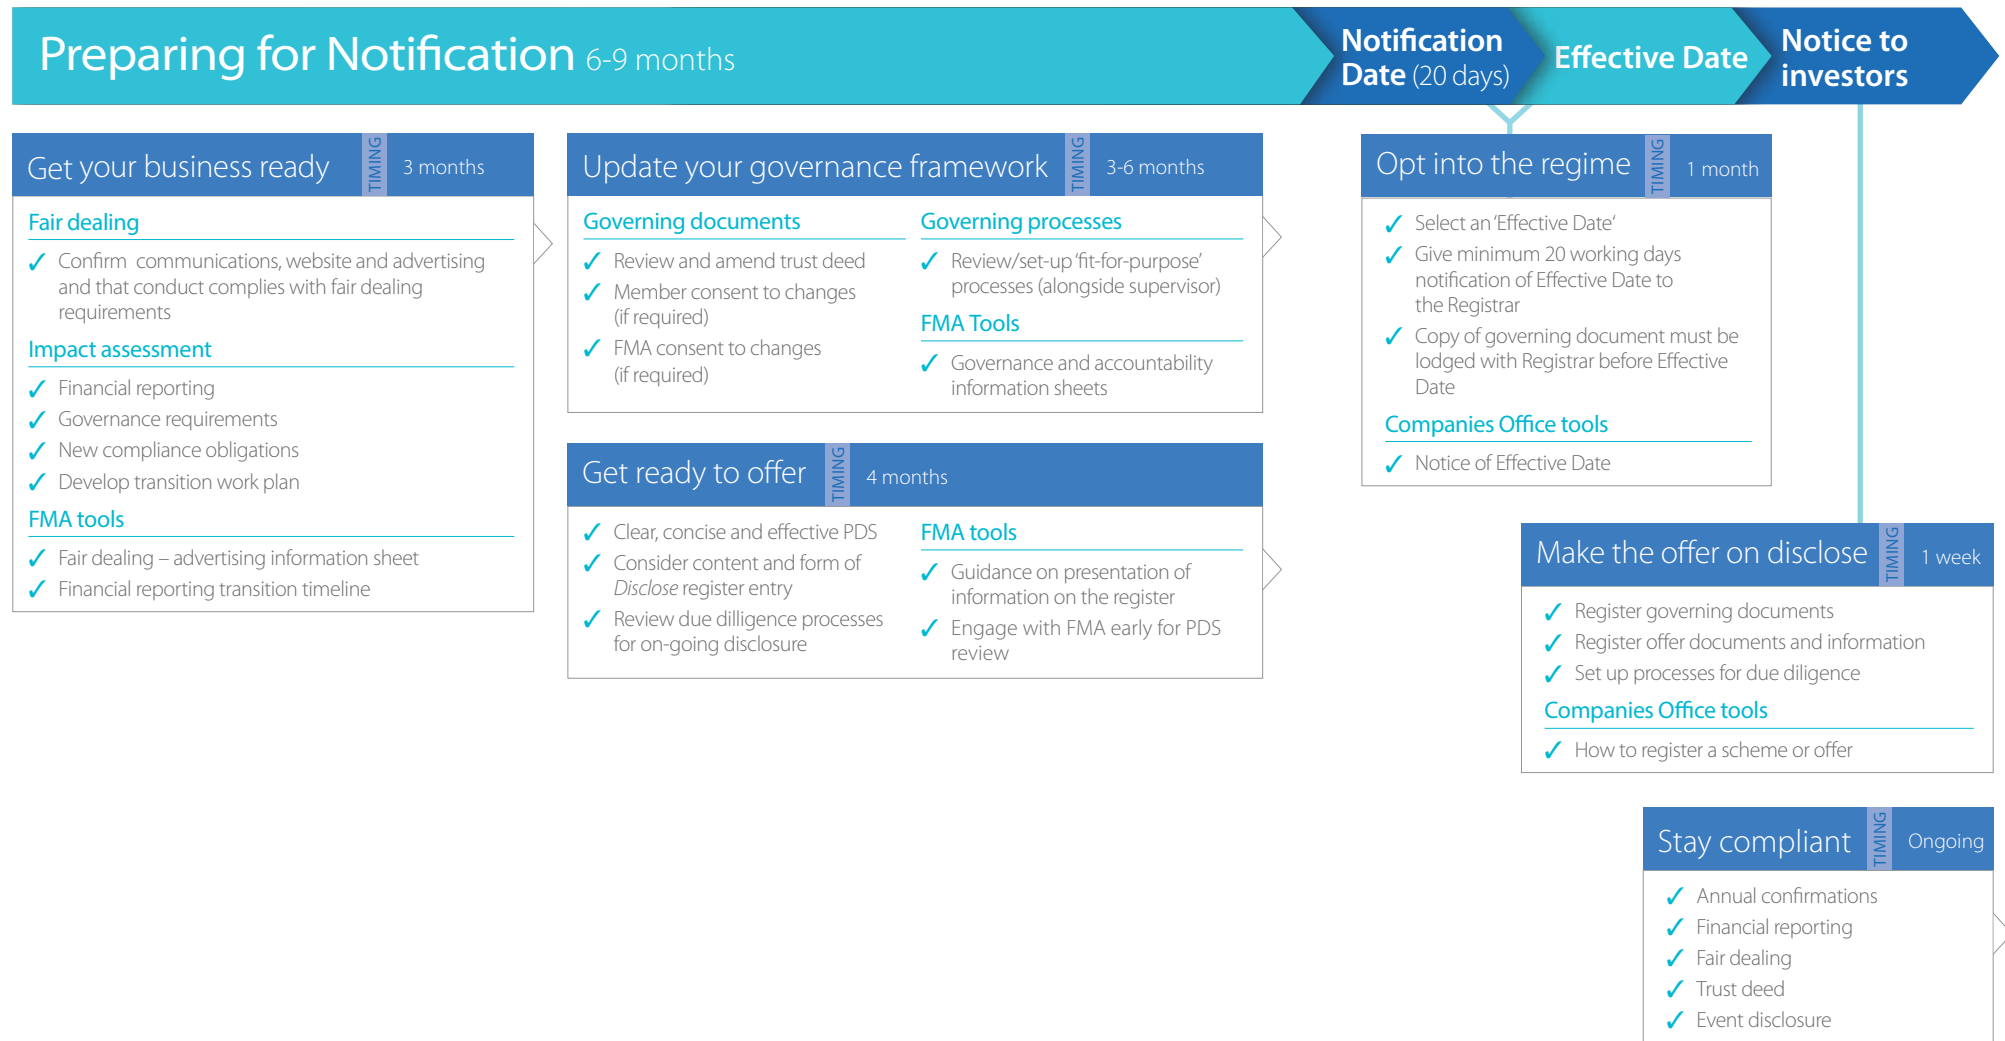 Preparing for Notification 6-9 months
Notification
Date (20 days)
Effective Date
Notice to
investors
Get your business ready
TIMING
3 months
Fair dealing
✓ Confirm communications, website and advertising
and that conduct complies with fair dealing
requirements
Impact assessment
✓ Financial reporting
✓ Governance requirements
✓ New compliance obligations
✓ Develop transition work plan
FMA tools
✓ Fair dealing – advertising information sheet
✓ Financial reporting transition timeline
Update your governance framework
TIMING
3-6 months
Governing documents
✓ Review and amend trust deed
✓ Member consent to changes
(if required)
✓ FMA consent to changes
(if required)
Governing processes
✓ Review/set-up ‘fit-for-purpose’
processes (alongside supervisor)
FMA Tools
✓ Governance and accountability
information sheets
Get ready to offer
TIMING
4 months
✓ Clear, concise and effective PDS
✓ Consider content and form of
Disclose register entry
✓ Review due dilligence processes
for on-going disclosure
FMA tools
✓ Guidance on presentation of
information on the register
✓ Engage with FMA early for PDS
review
Opt into the regime
TIMING
1 month
✓ Select an ‘Effective Date‘
✓ Give minimum 20 working days
notification of Effective Date to
the Registrar
✓ Copy of governing document must be
lodged with Registrar before Effective
Date
Companies Office tools
✓ Notice of Effective Date
Make the offer on disclose
TIMING
1 week
✓ Register governing documents
✓ Register offer documents and information
✓ Set up processes for due diligence
Companies Office tools
✓ How to register a scheme or offer
Stay compliant
TIMING
Ongoing
✓ Annual confirmations
✓ Financial reporting
✓ Fair dealing
✓ Trust deed
✓ Event disclosure